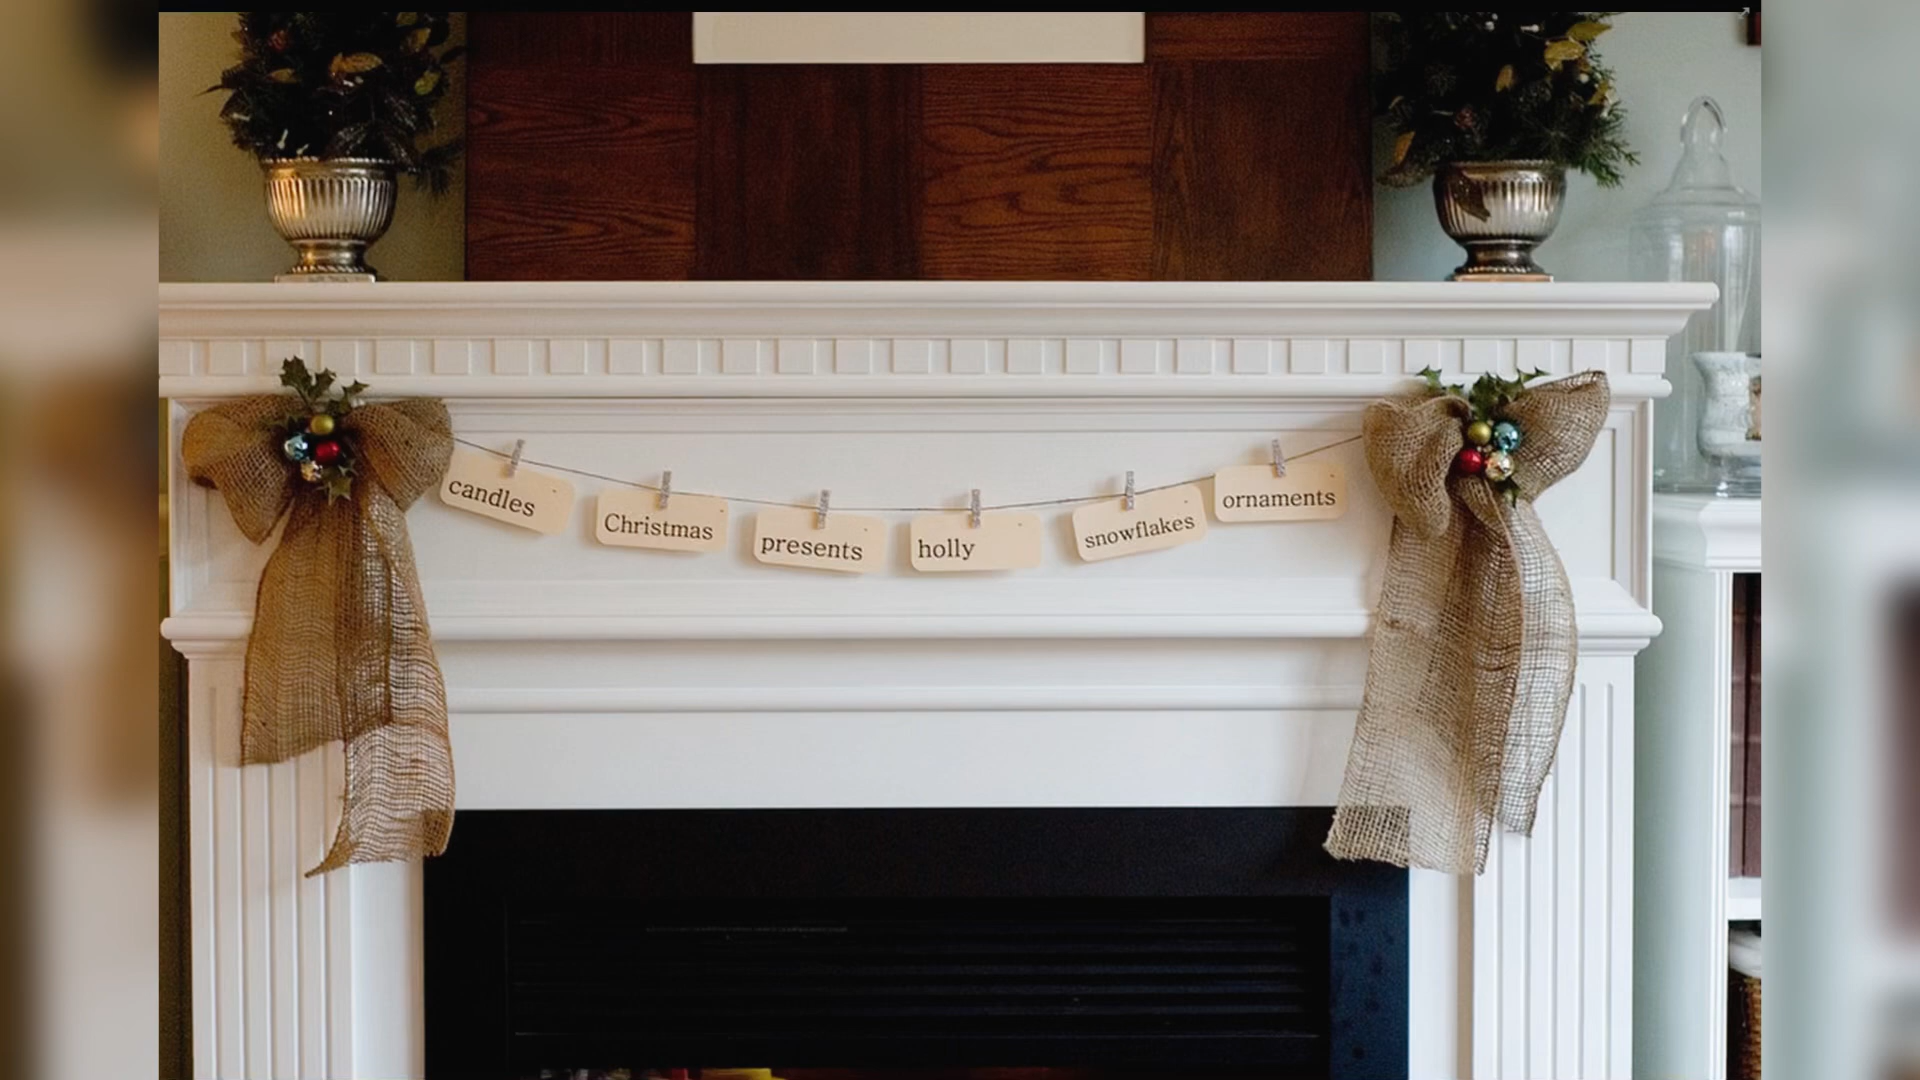 candles
Christmas
presents
holly
snowflakes
ornaments